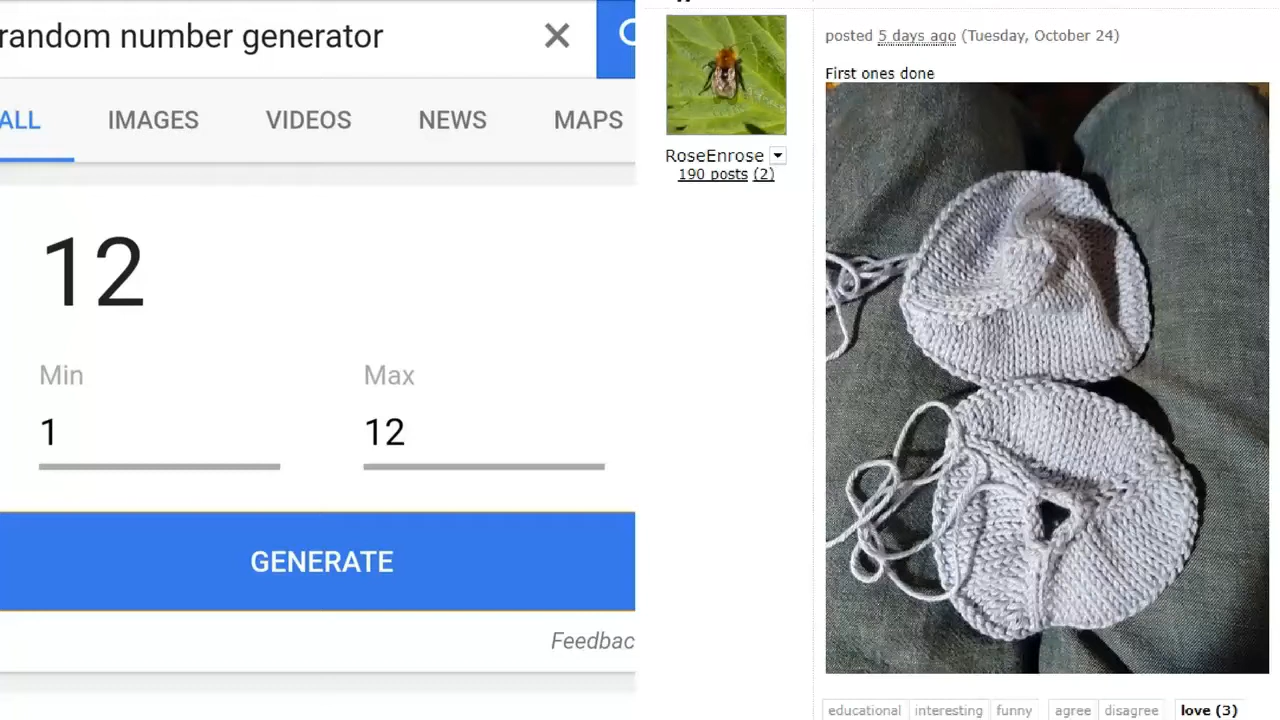 random number generator
ALL IMAGES VIDEOS NEWS MAPS
12
Min Max
1 12
GENERATE
RoseEnrose
190 posts (2)
posted 5 days ago (Tuesday, October 24)
First ones done
educational interesting funny agree disagree love (3)